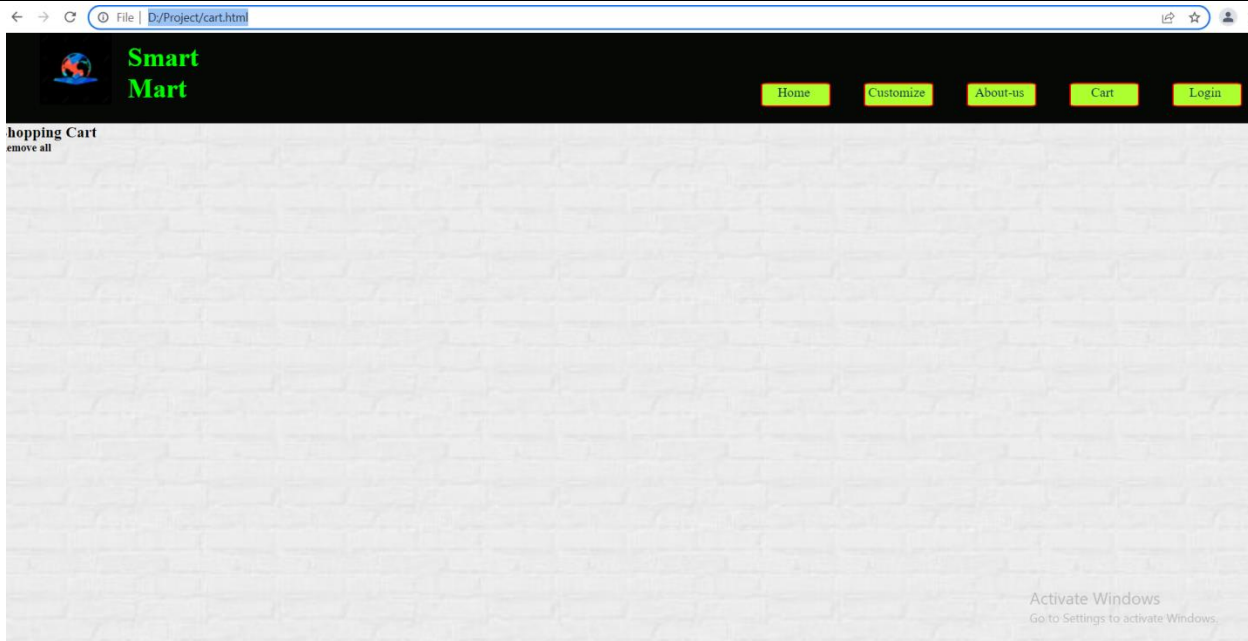 File | D:/Project/cart.html
Smart
Mart
Home Customize About-us Cart Login
hopping Cart
emove all
Activate Windows
Go to Settings to activate Windows.